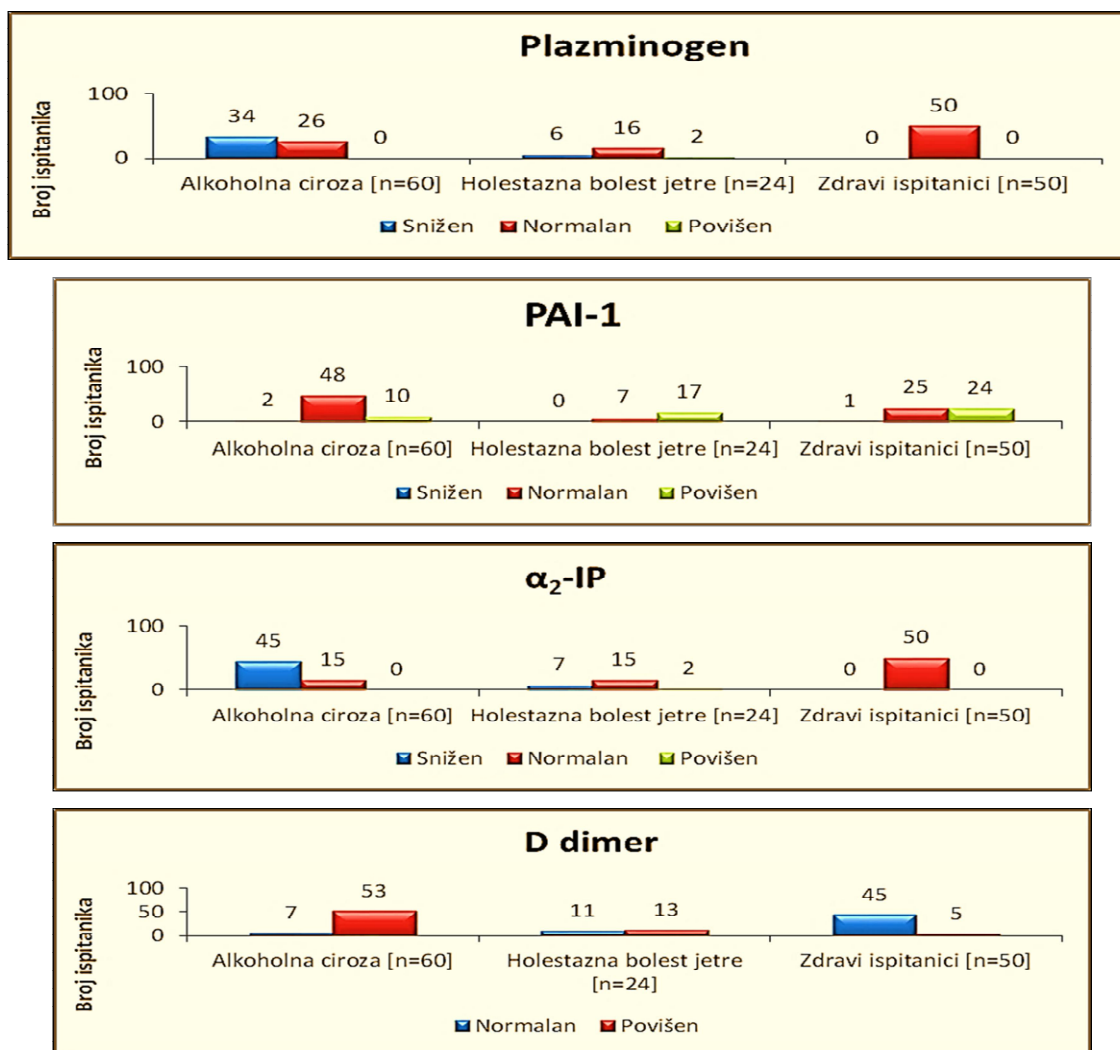 Plazminogen
Broj ispitanika
100
0
34 26 0 6 16 2 0 50 0
Alkoholna ciroza [n=60] Holestazna bolest jetre [n=24] Zdravi ispitanici [n=50]
Snižen Normalan Povišen
PAI-1
Broj ispitanika
100
0
2 48 10 0 7 17 1 25 24
Alkoholna ciroza [n=60] Holestazna bolest jetre [n=24] Zdravi ispitanici [n=50]
Snižen Normalan Povišen
α₂-IP
Broj ispitanika
100
0
45 15 0 7 15 2 0 50 0
Alkoholna ciroza [n=60] Holestazna bolest jetre [n=24] Zdravi ispitanici [n=50]
Snižen Normalan Povišen
D dimer
Broj ispitanika
100
50
0
7 53 11 13 45 5
Alkoholna ciroza [n=60] Holestazna bolest jetre [n=24] Zdravi ispitanici [n=50]
Normalan Povišen